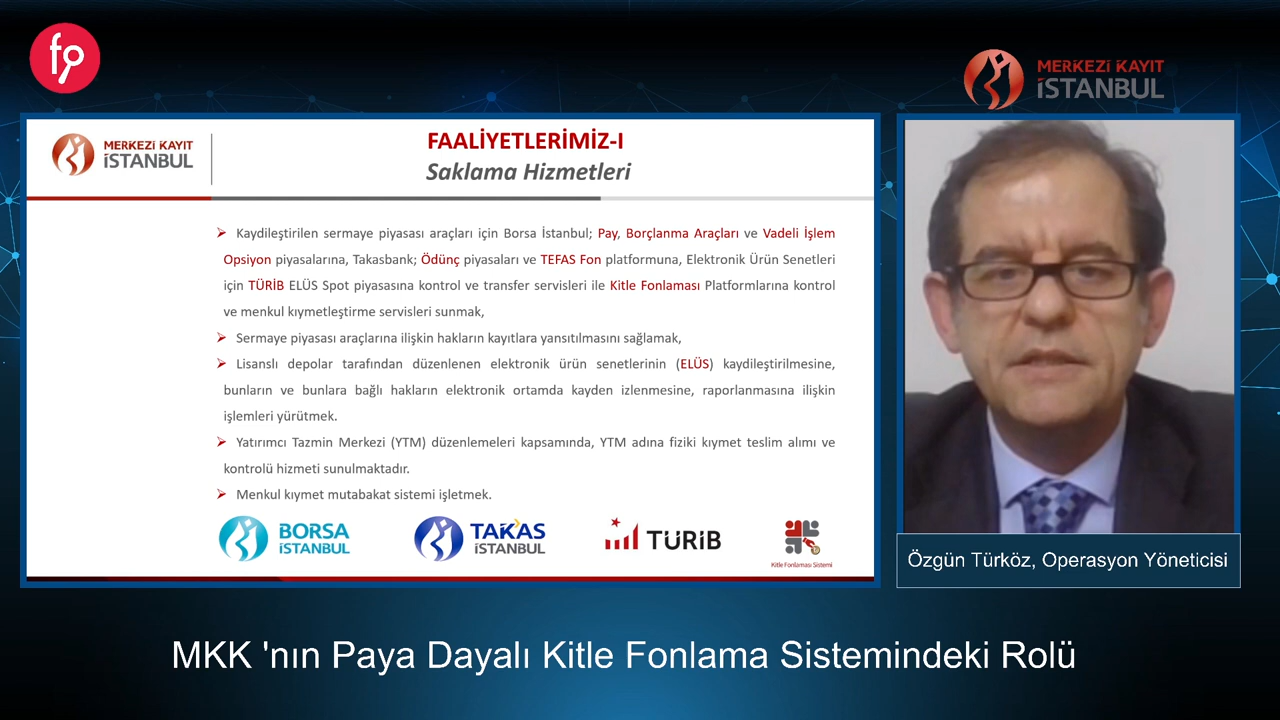 fo
MERKEZİ KAYIT
İSTANBUL
MERKEZİ KAYIT
İSTANBUL
FAALİYETLERİMİZ-I
Saklama Hizmetleri
Kaydileştirilen sermaye piyasası araçları için Borsa İstanbul; Pay, Borçlanma Araçları ve Vadeli İşlem
Opsiyon piyasalarına, Takasbank; Ödünç piyasaları ve TEFAS Fon platformuna, Elektronik Ürün Senetleri
için TÜRİB ELÜS Spot piyasasına kontrol ve transfer servisleri ile Kitle Fonlaması Platformlarına kontrol
ve menkul kıymetleştirme servisleri sunmak,
Sermaye piyasası araçlarına ilişkin hakların kayıtlara yansıtılmasını sağlamak,
Lisanslı depolar tarafından düzenlenen elektronik ürün senetlerinin (ELÜS) kaydileştirilmesine,
bunların ve bunlara bağlı hakların elektronik ortamda kayden izlenmesine, raporlanmasına ilişkin
işlemleri yürütmek.
Yatırımcı Tazmin Merkezi (YTM) düzenlemeleri kapsamında, YTM adına fiziki kıymet teslim alımı ve
kontrolü hizmeti sunulmaktadır.
Menkul kıymet mutabakat sistemi işletmek.
BORSA
İSTANBUL
TAKAS
İSTANBUL
TÜRİB
Kitle Fonlaması Sistemi
Özgün Türköz, Operasyon Yöneticisi
MKK 'nın Paya Dayalı Kitle Fonlama Sistemindeki Rolü